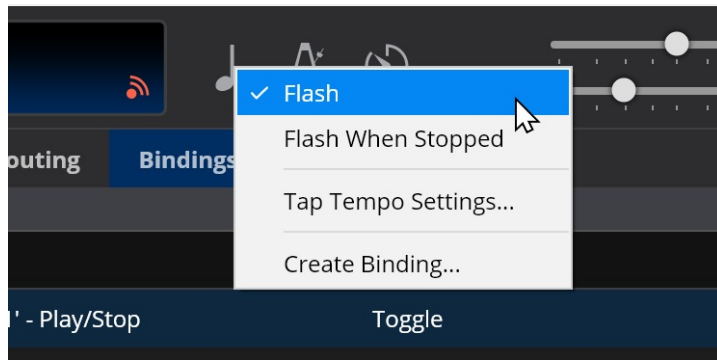 Flash
Flash When Stopped
outing Bindings
Tap Tempo Settings...
Create Binding...
' - Play/Stop Toggle